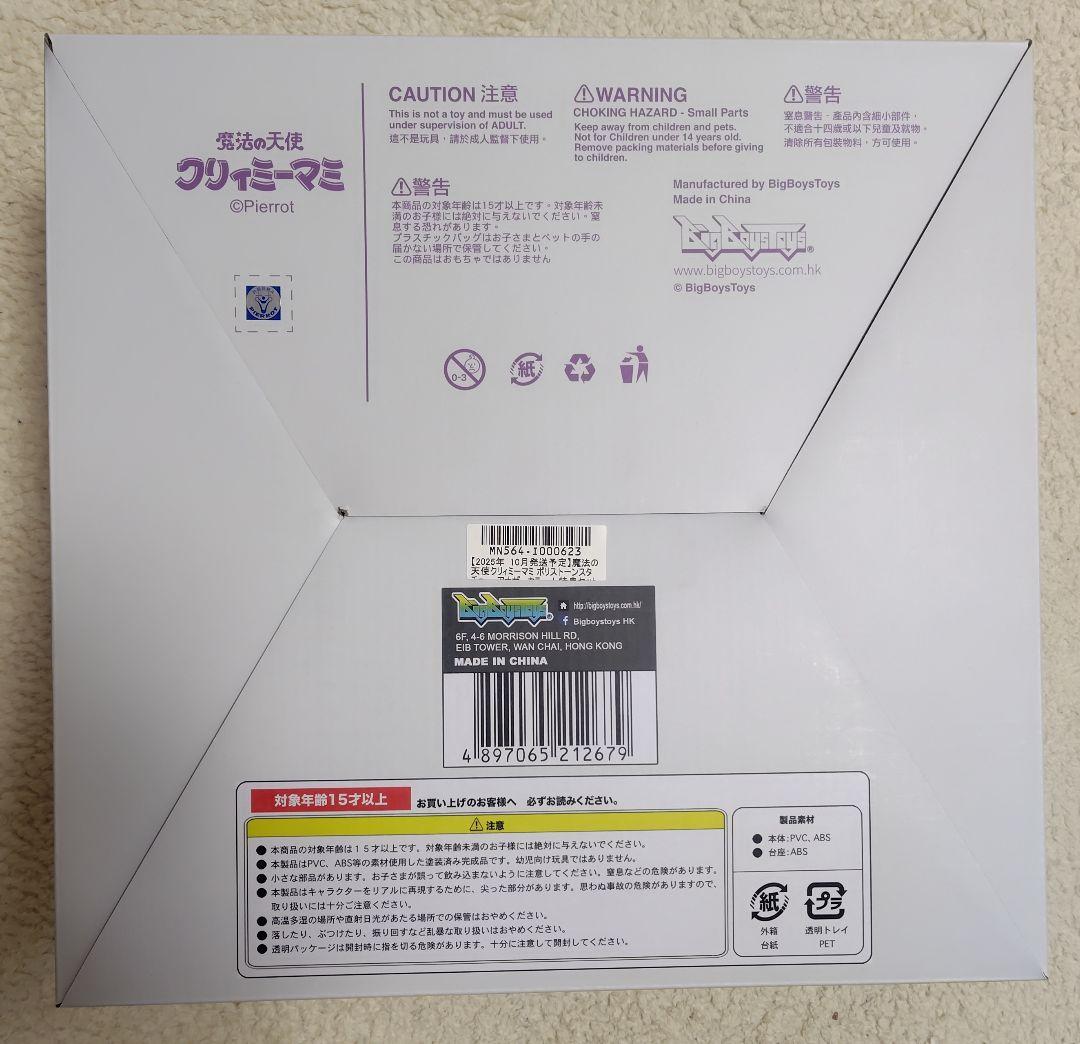 魔法の天使
クリィミーマミ
©Pierrot
PIERROT
CAUTION 注意
This is not a toy and must be used
under supervision of ADULT.
這不是玩具，請於成人監督下使用。
⚠WARNING
CHOKING HAZARD - Small Parts
Keep away from children and pets.
Not for Children under 14 years old.
Remove packing materials before giving
to children.
⚠警告
窒息警告 - 產品內含細小部件，
不適合十四歲或以下兒童及寵物。
清除所有包裝物料，方可使用。
⚠警告
本商品の対象年齢は15才以上です。対象年齢未
満のお子様には絶対に与えないでください。窒
息する恐れがあります。
プラスチックバッグはお子さまとペットの手の
届かない場所で保管してください。
この商品はおもちゃではありません
Manufactured by BigBoysToys
Made in China
BigBoysToys®
www.bigboystoys.com.hk
© BigBoysToys
0-3
紙
MN564-I000623
【2025年 10月発送予定】魔法の
天使クリィミーマミ ポリストーンスタ
BigBoysToys®
http://bigboystoys.com.hk/
Bigboystoys HK
6F, 4-6 MORRISON HILL RD,
EIB TOWER, WAN CHAI, HONG KONG
MADE IN CHINA
4 897065 212679
対象年齢15才以上
お買い上げのお客様へ 必ずお読みください。
⚠ 注意
● 本商品の対象年齢は１５才以上です。対象年齢未満のお子様には絶対に与えないでください。
● 本製品はPVC、ABS等の素材使用した塗装済み完成品です。幼児向け玩具ではありません。
● 小さな部品があります。お子さまが誤って飲み込まないように注意してください。窒息などの危険があります。
● 本製品はキャラクターをリアルに再現するために、尖った部分があります。思わぬ事故の危険がありますので、
取り扱いには十分ご注意ください。
● 高温多湿の場所や直射日光があたる場所での保管はおやめください。
● 落したり、ぶつけたり、振り回すなど乱暴な取り扱いはおやめください。
● 透明パッケージは開封時に指を切る危険があります。十分に注意して開封してください。
製品素材
● 本体:PVC、ABS
● 台座:ABS
紙
外箱
台紙
プラ
透明トレイ
PET